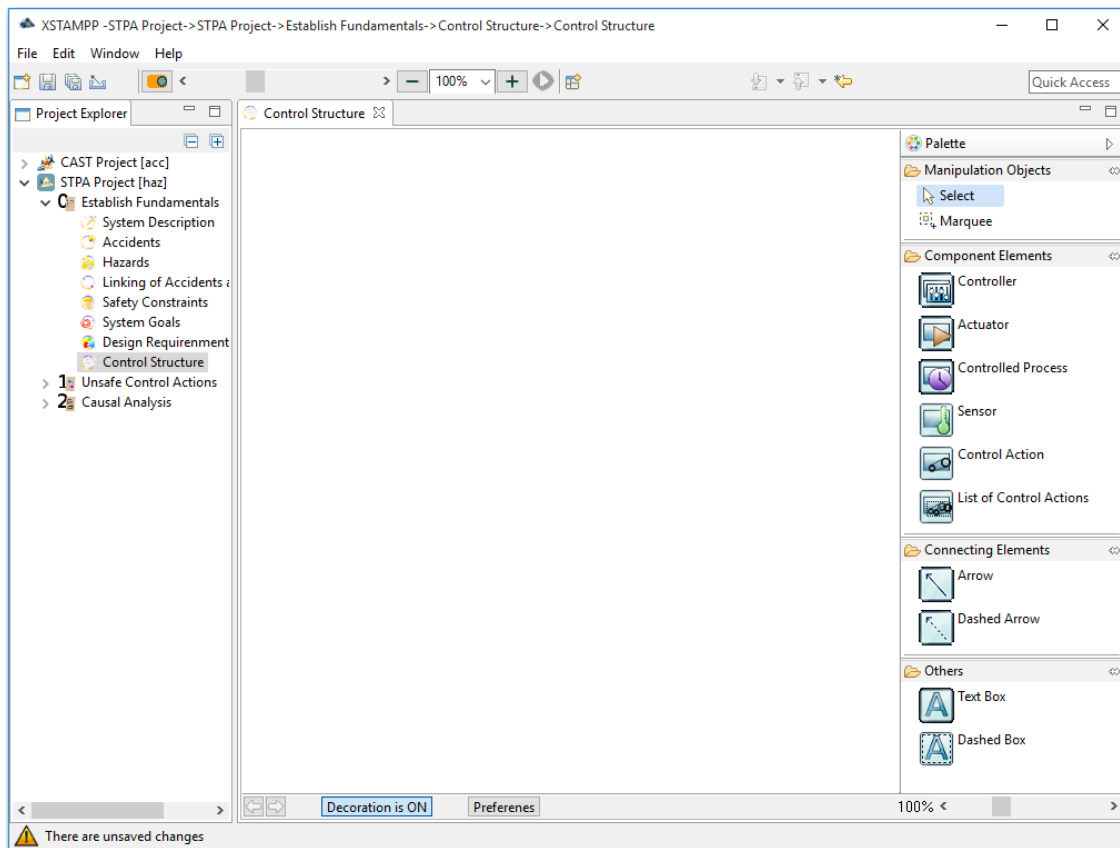 XSTAMPP -STPA Project->STPA Project->Establish Fundamentals->Control Structure->Control Structure
File Edit Window Help
100%
Quick Access
Project Explorer
CAST Project [acc]
STPA Project [haz]
0 Establish Fundamentals
System Description
Accidents
Hazards
Linking of Accidents a
Safety Constraints
System Goals
Design Requirenment
Control Structure
1 Unsafe Control Actions
2 Causal Analysis
Control Structure
Palette
Manipulation Objects
Select
Marquee
Component Elements
Controller
Actuator
Controlled Process
Sensor
Control Action
List of Control Actions
Connecting Elements
Arrow
Dashed Arrow
Others
A Text Box
A Dashed Box
Decoration is ON
Preferenes
100%
There are unsaved changes